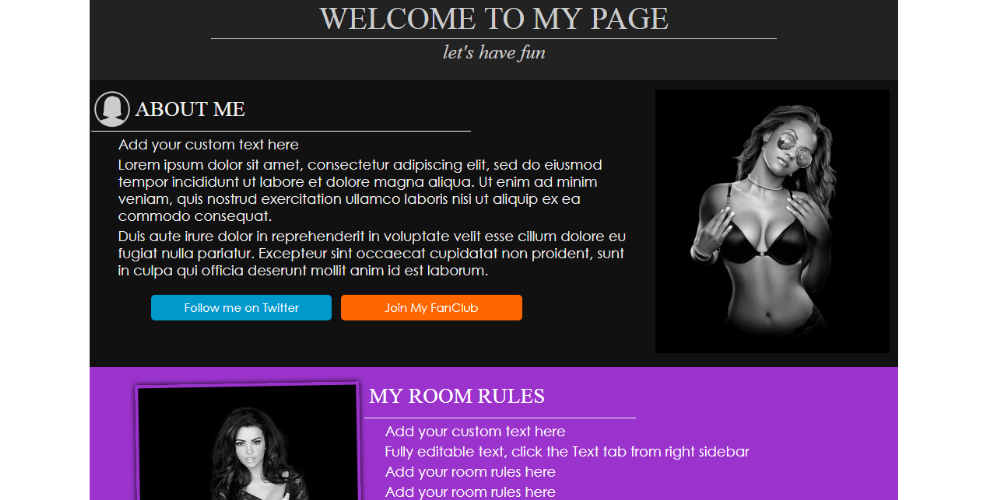 WELCOME TO MY PAGE
let's have fun
ABOUT ME
Add your custom text here
Lorem ipsum dolor sit amet, consectetur adipiscing elit, sed do eiusmod
tempor incididunt ut labore et dolore magna aliqua. Ut enim ad minim
veniam, quis nostrud exercitation ullamco laboris nisi ut aliquip ex ea
commodo consequat.
Duis aute irure dolor in reprehenderit in voluptate velit esse cillum dolore eu
fugiat nulla pariatur. Excepteur sint occaecat cupidatat non proident, sunt
in culpa qui officia deserunt mollit anim id est laborum.
Follow me on Twitter
Join My FanClub
MY ROOM RULES
Add your custom text here
Fully editable text, click the Text tab from right sidebar
Add your room rules here
Add your room rules here